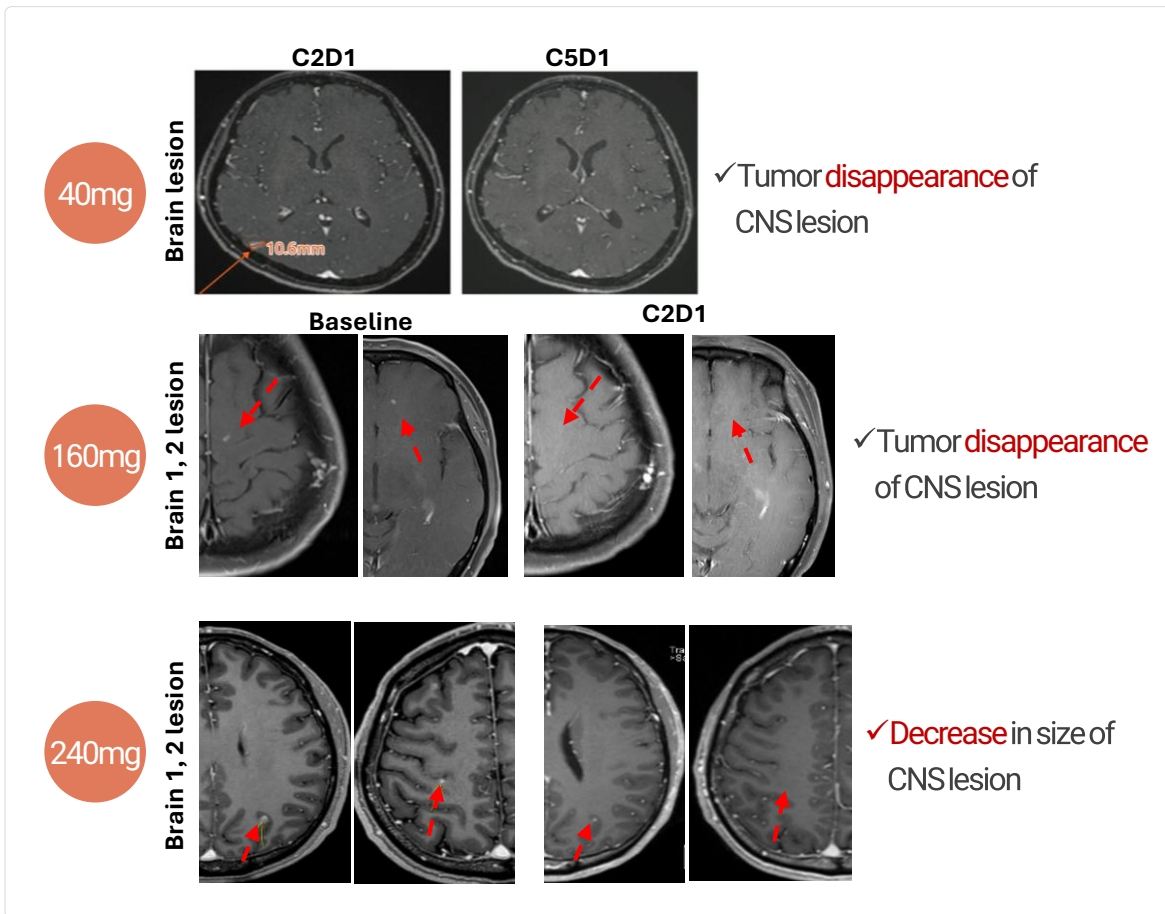 C2D1
C5D1
40mg
Brain lesion
10.6mm
✓Tumor disappearance of
CNS lesion
Baseline
C2D1
160mg
Brain 1, 2 lesion
✓Tumor disappearance
of CNS lesion
240mg
Brain 1, 2 lesion
✓Decrease in size of
CNS lesion